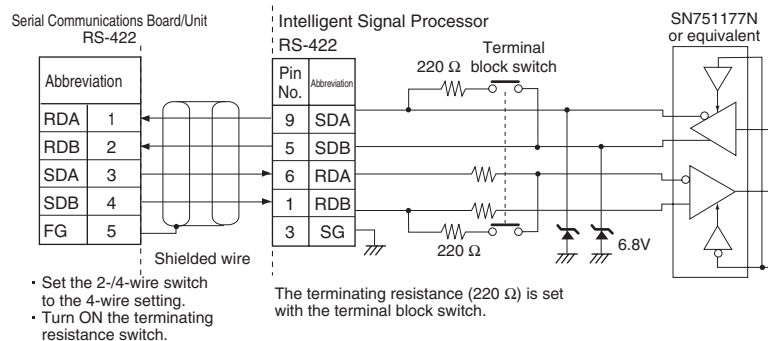 Serial Communications Board/Unit
RS-422
Intelligent Signal Processor
RS-422
SN751177N
or equivalent
Terminal
block switch
220 Ω
Abbreviation
Pin
No.
Abbreviation
RDA 1
9 SDA
RDB 2
5 SDB
SDA 3
6 RDA
SDB 4
1 RDB
FG 5
3 SG
220 Ω
6.8V
Shielded wire
· Set the 2-/4-wire switch
to the 4-wire setting.
· Turn ON the terminating
resistance switch.
The terminating resistance (220 Ω) is set
with the terminal block switch.